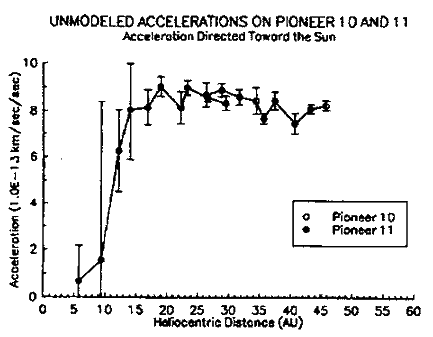 UNMODELED ACCELERATIONS ON PIONEER 10 AND 11
Acceleration Directed Toward the Sun
Acceleration (1.0E-13 km/sec/sec)
10
8
6
4
2
0
Pioneer 10
Pioneer 11
0 5 10 15 20 25 30 35 40 45 50 55 60
Heliocentric Distance (AU)